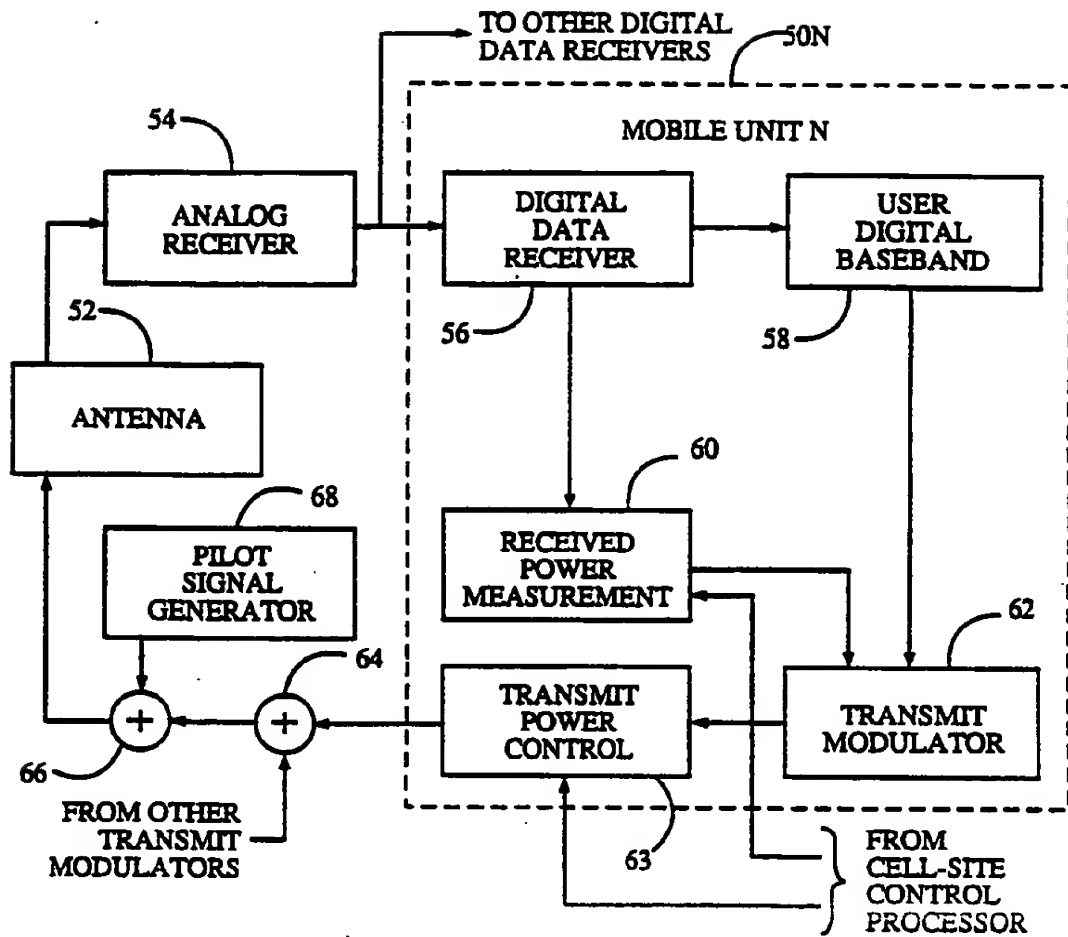 TO OTHER DIGITAL
DATA RECEIVERS
50N
54
MOBILE UNIT N
ANALOG
RECEIVER
DIGITAL
DATA
RECEIVER
USER
DIGITAL
BASEBAND
52
56
58
ANTENNA
60
68
PILOT
SIGNAL
GENERATOR
RECEIVED
POWER
MEASUREMENT
62
64
TRANSMIT
POWER
CONTROL
TRANSMIT
MODULATOR
+
+
66
FROM OTHER
TRANSMIT
MODULATORS
63
FROM
CELL-SITE
CONTROL
PROCESSOR